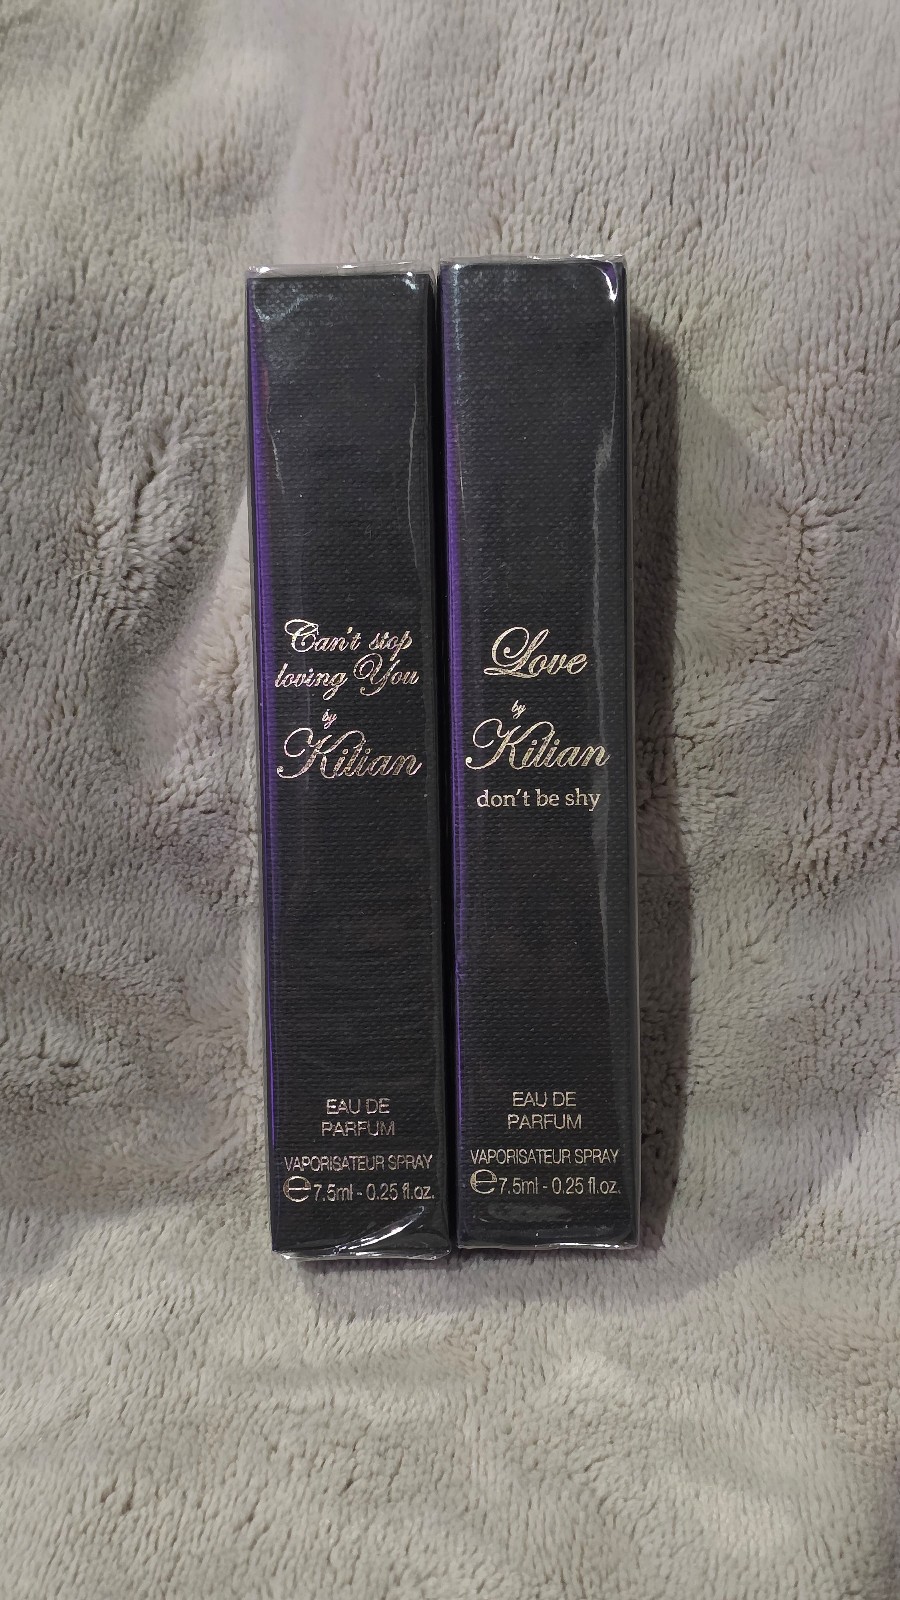 Can't stop
loving You
by
Kilian
EAU DE
PARFUM
VAPORISATEUR SPRAY
℮ 7.5ml - 0.25 fl.oz.
Love
by
Kilian
don't be shy
EAU DE
PARFUM
VAPORISATEUR SPRAY
℮ 7.5ml - 0.25 fl.oz.